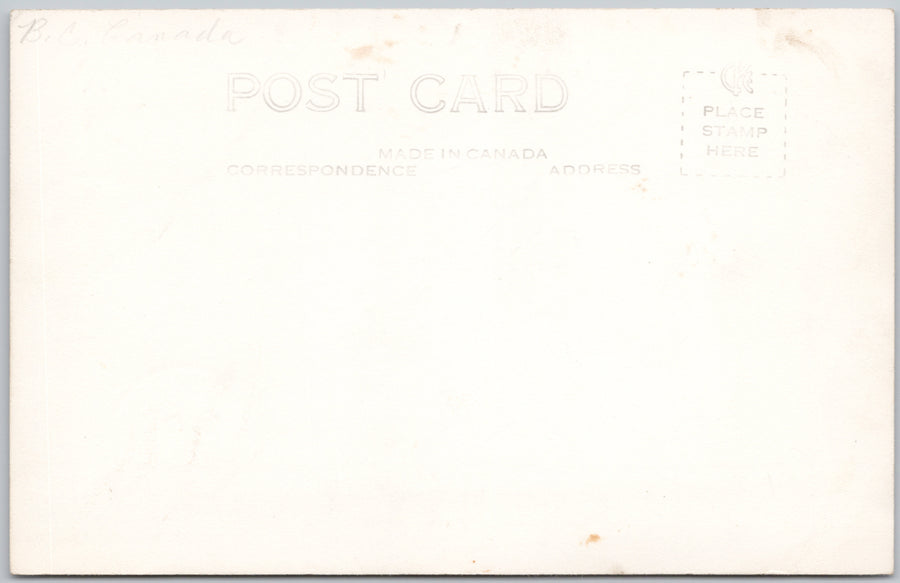 B.C. Canada
POST CARD
PLACE
STAMP
HERE
MADE IN CANADA
CORRESPONDENCE ADDRESS